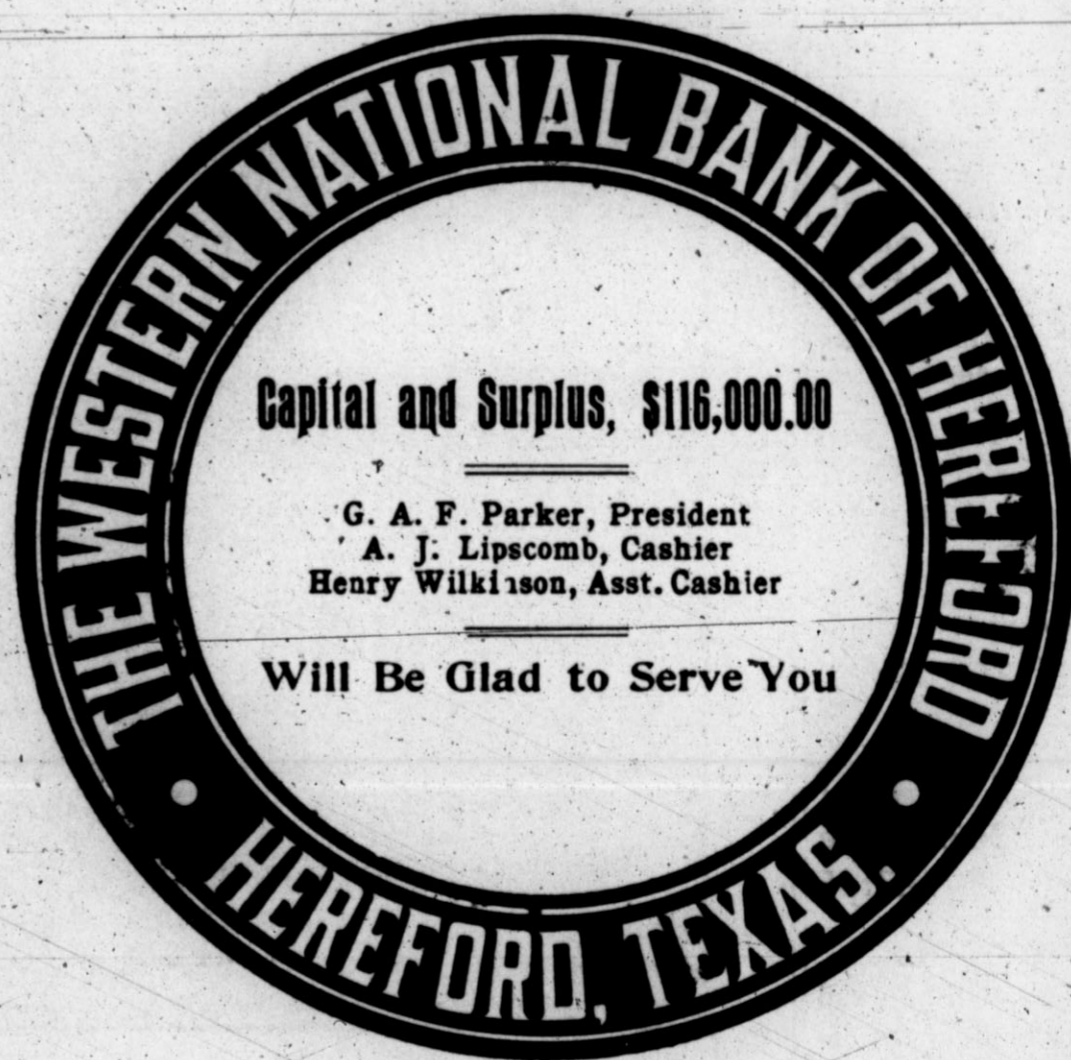 THE WESTERN NATIONAL BANK OF HEREFORD
Capital and Surplus, $116,000.00
G. A. F. Parker, President
A. J. Lipscomb, Cashier
Henry Wilkinson, Asst. Cashier
Will Be Glad to Serve You
HEREFORD, TEXAS.